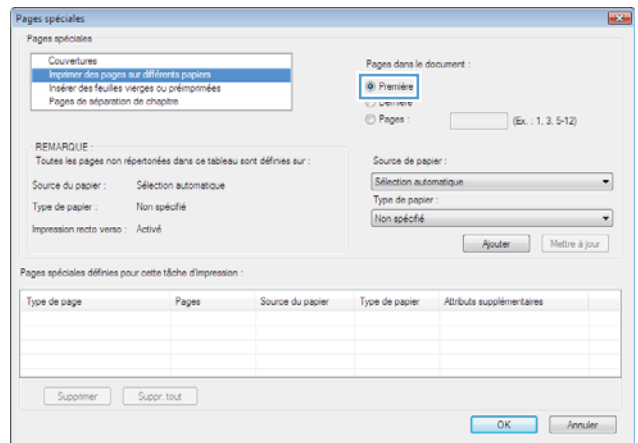 Pages spéciales
Pages spéciales
Couvertures
Imprimer des pages sur différents papiers
Insérer des feuilles vierges ou préimprimées
Pages de séparation de chapitre
Pages dans le document :
Première
Dernière
Pages : (Ex. : 1, 3, 5-12)
REMARQUE :
Toutes les pages non répertoriées dans ce tableau sont définies sur :
Source du papier : Sélection automatique
Type de papier : Non spécifié
Impression recto verso : Activé
Source de papier :
Sélection automatique
Type de papier :
Non spécifié
Ajouter Mettre à jour
Pages spéciales définies pour cette tâche d'impression :
Type de page Pages Source du papier Type de papier Attributs supplémentaires
Supprimer Suppr. tout
OK Annuler